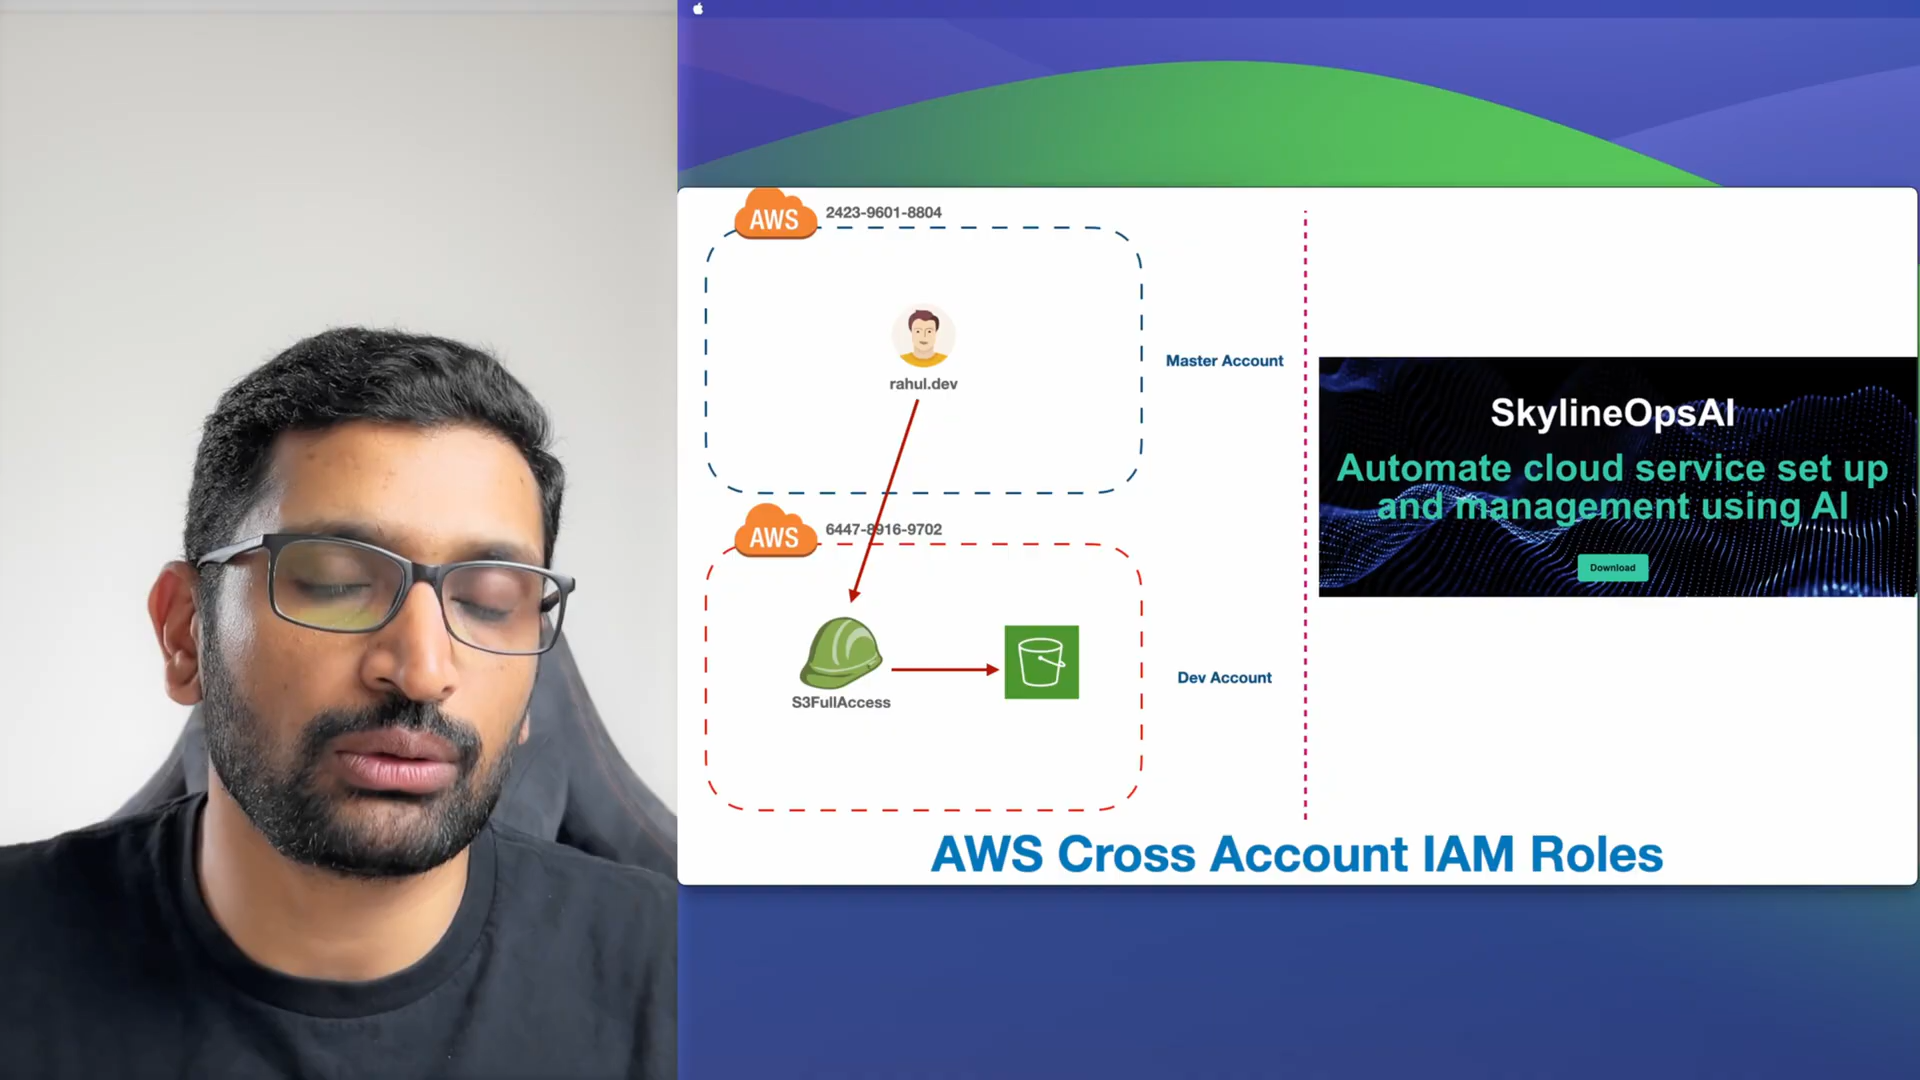 AWS
2423-9601-8804
rahul.dev
Master Account
AWS
6447-8916-9702
S3FullAccess
Dev Account
SkylineOpsAI
Automate cloud service set up
and management using AI
Download
AWS Cross Account IAM Roles